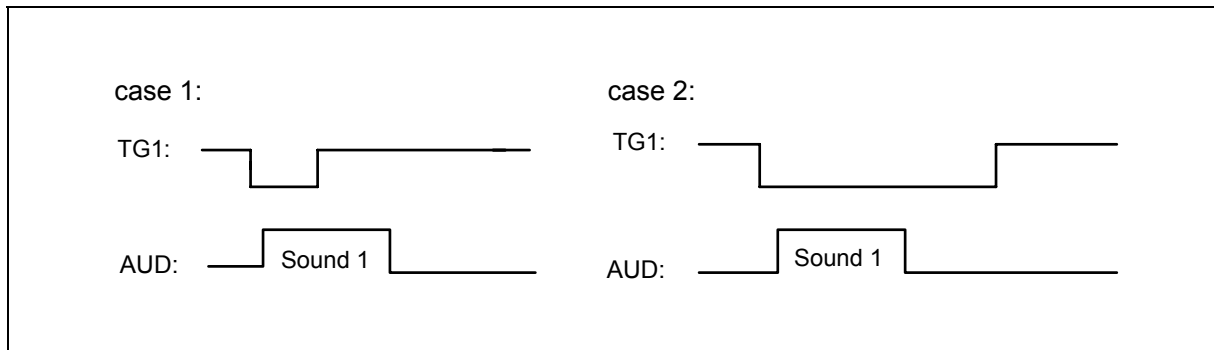 case 1:
TG1:
AUD:
Sound 1
case 2:
TG1:
AUD:
Sound 1